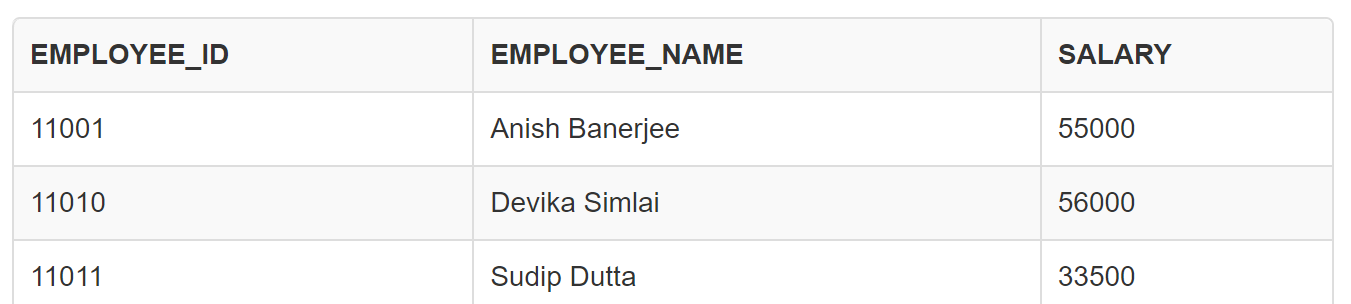 EMPLOYEE_ID EMPLOYEE_NAME SALARY
11001 Anish Banerjee 55000
11010 Devika Simlai 56000
11011 Sudip Dutta 33500